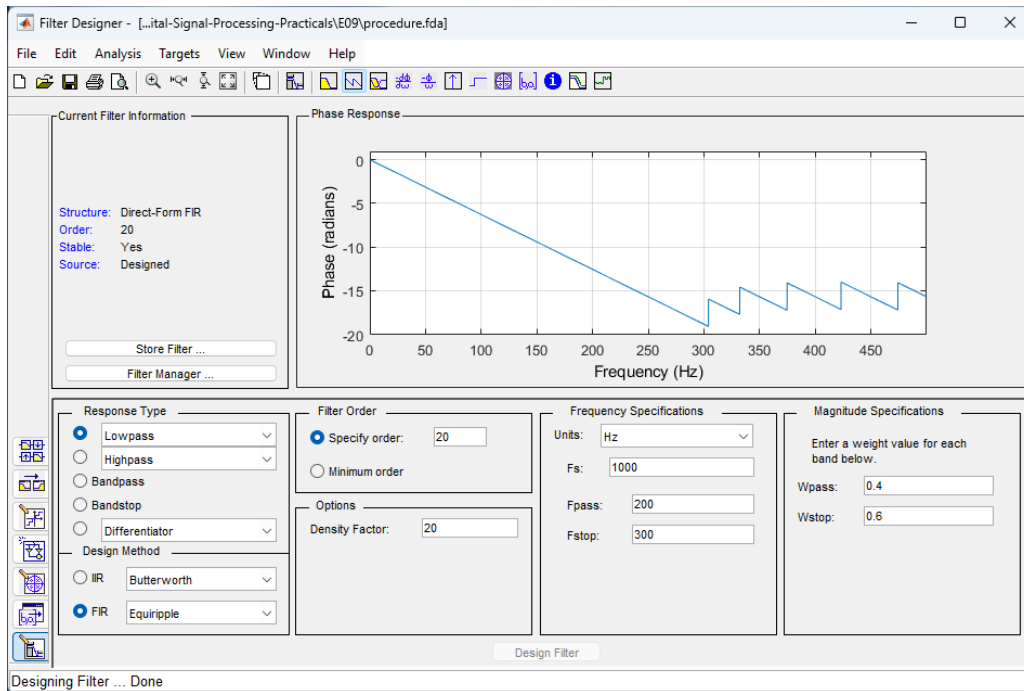 Filter Designer - [...ital-Signal-Processing-Practicals\E09\procedure.fda]
File Edit Analysis Targets View Window Help
Current Filter Information
Structure: Direct-Form FIR
Order: 20
Stable: Yes
Source: Designed
Store Filter ...
Filter Manager ...
Phase Response
Phase (radians)
0
-5
-10
-15
-20
0 50 100 150 200 250 300 350 400 450
Frequency (Hz)
Response Type
Lowpass
Highpass
Bandpass
Bandstop
Differentiator
Design Method
IIR Butterworth
FIR Equiripple
Filter Order
Specify order: 20
Minimum order
Options
Density Factor: 20
Frequency Specifications
Units: Hz
Fs: 1000
Fpass: 200
Fstop: 300
Magnitude Specifications
Enter a weight value for each
band below.
Wpass: 0.4
Wstop: 0.6
Design Filter
Designing Filter ... Done